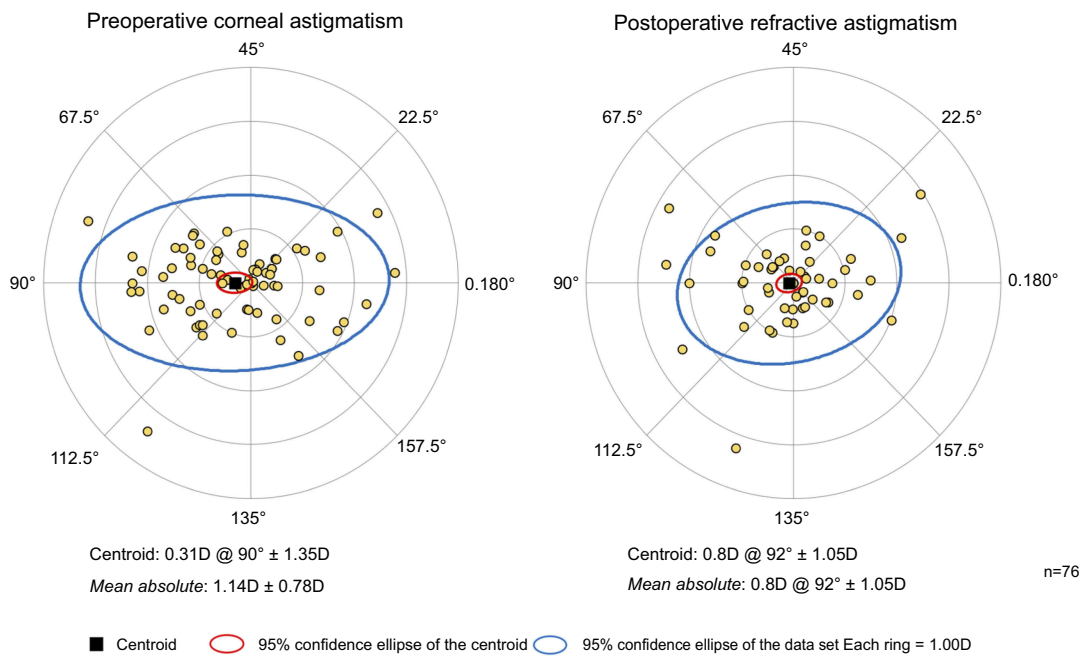 Preoperative corneal astigmatism
45°
67.5°
22.5°
90°
0.180°
112.5°
157.5°
135°
Centroid: 0.31D @ 90° ± 1.35D
Mean absolute: 1.14D ± 0.78D
Postoperative refractive astigmatism
45°
67.5°
22.5°
90°
0.180°
112.5°
157.5°
135°
Centroid: 0.8D @ 92° ± 1.05D
Mean absolute: 0.8D @ 92° ± 1.05D
n=76
Centroid 95% confidence ellipse of the centroid 95% confidence ellipse of the data set Each ring = 1.00D